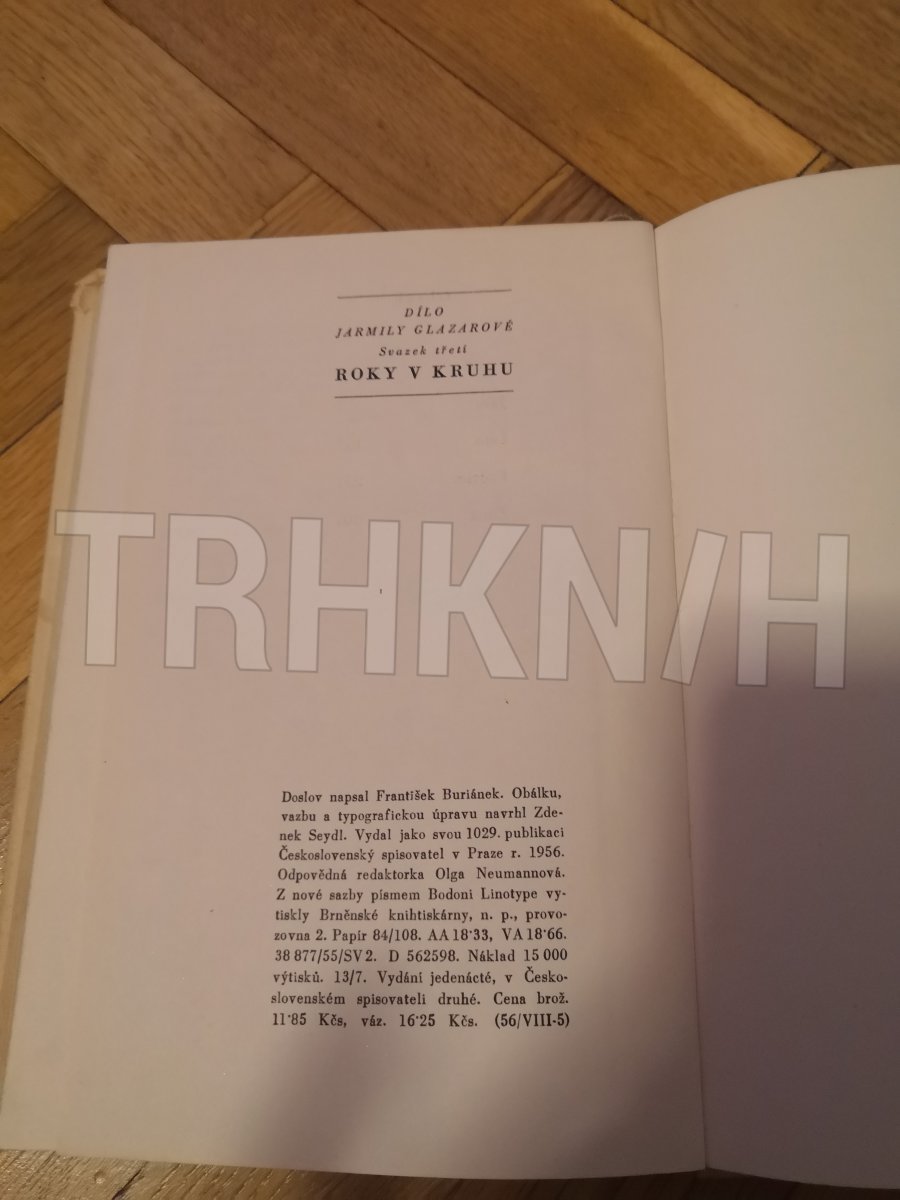 DÍLO
JARMILY GLAZAROVÉ
Svazek třetí
ROKY V KRUHU
TRHKNIH
Doslov napsal František Buriánek. Obálku,
vazbu a typografickou úpravu navrhl Zde-
nek Seydl. Vydal jako svou 1029. publikaci
Československý spisovatel v Praze r. 1956.
Odpovědná redaktorka Olga Neumannová.
Z nové sazby písmem Bodoni Linotype vy-
tiskly Brněnské knihtiskárny, n. p., provo-
zovna 2. Papír 84/108. AA 18·33, VA 18·66.
38 877/55/SV 2. D 562598. Náklad 15 000
výtisků. 13/7. Vydání jedenácté, v Česko-
slovenském spisovateli druhé. Cena brož.
11·85 Kčs, váz. 16·25 Kčs. (56/VIII-5)